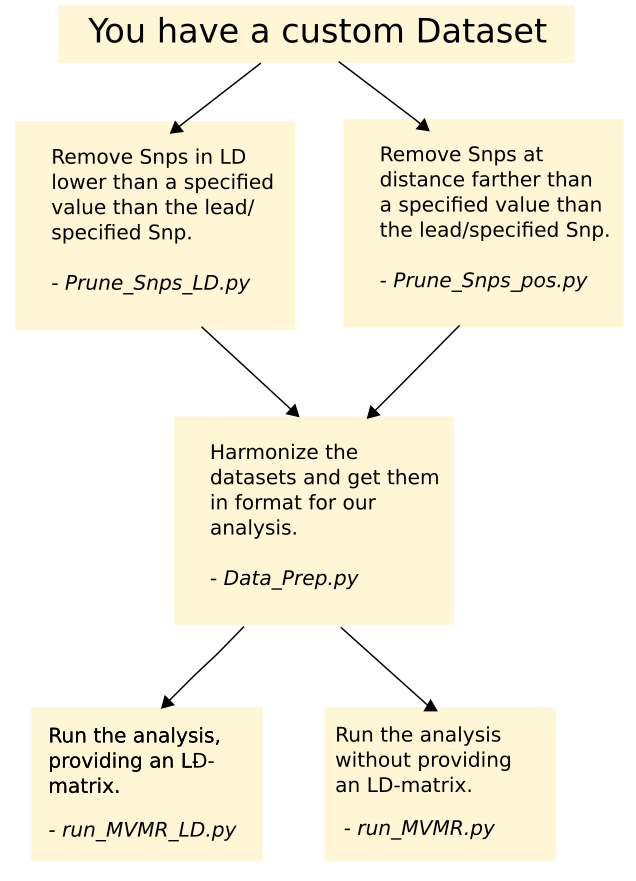 You have a custom Dataset
Remove Snps in LD
lower than a specified
value than the lead/
specified Snp.
- Prune_Snps_LD.py
Remove Snps at
distance farther than
a specified value than
the lead/specified Snp.
- Prune_Snps_pos.py
Harmonize the
datasets and get them
in format for our
analysis.
- Data_Prep.py
Run the analysis,
providing an LD-
matrix.
- run_MVMR_LD.py
Run the analysis
without providing
an LD-matrix.
- run_MVMR.py